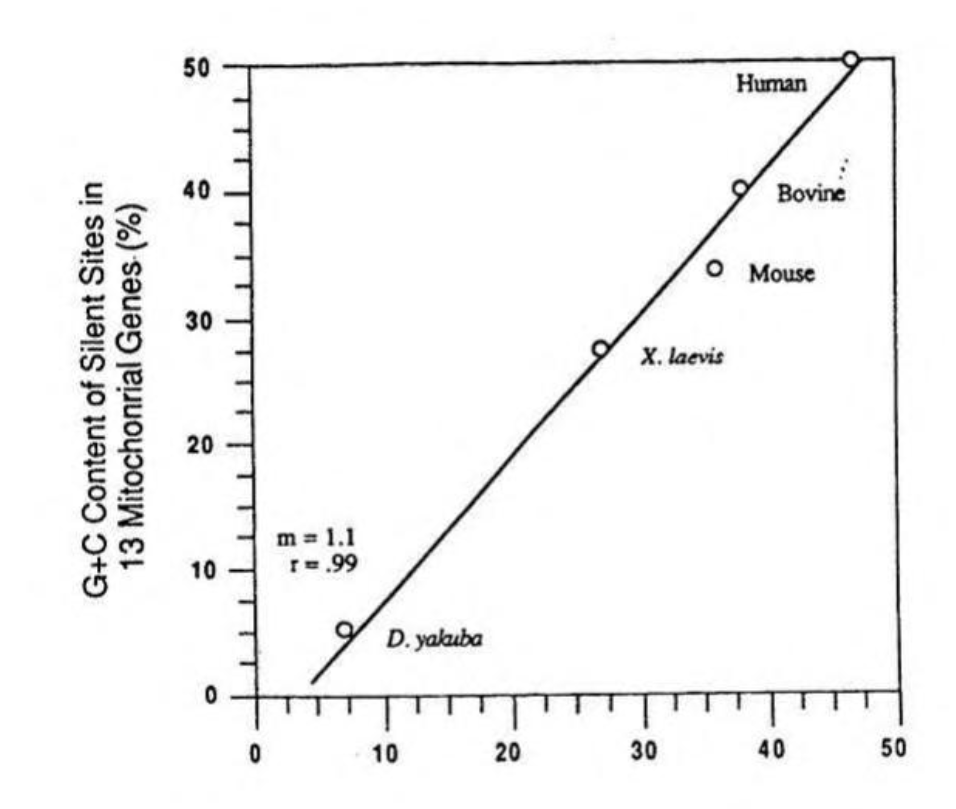 G+C Content of Silent Sites in
13 Mitochonrial Genes (%)
50
40
30
20
10
0
Human
Bovine
Mouse
X. laevis
m = 1.1
r = .99
D. yakuba
0 10 20 30 40 50